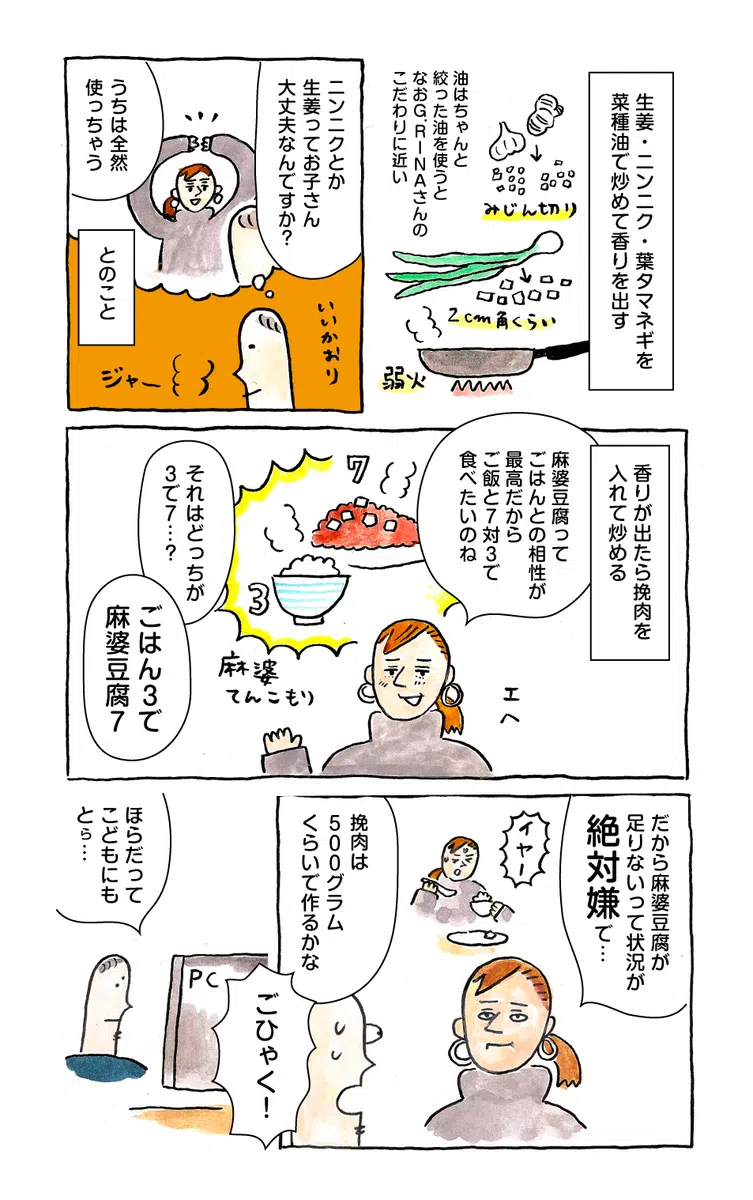 生姜・ニンニク・葉タマネギを
菜種油で炒めて香りを出す
みじん切り
2cm角くらい
弱火
油はちゃんと
絞った油を使うと
なおG.RINAさんの
こだわりに近い
ニンニクとか
生姜ってお子さん
大丈夫なんですか?
うちは全然
使っちゃう
とのこと
いいかおり
ジャー
香りが出たら挽肉を
入れて炒める
麻婆豆腐って
ごはんとの相性が
最高だから
ご飯と7対3で
食べたいのね
エヘ
7
3
麻婆
てんこもり
それはどっちが
3で7…?
ごはん3で
麻婆豆腐7
だから麻婆豆腐が
足りないって状況が
絶対嫌で…
イヤー
挽肉は
500グラム
くらいで作るかな
ごひゃく!
PC
ほらだって
こどもにも
とら…